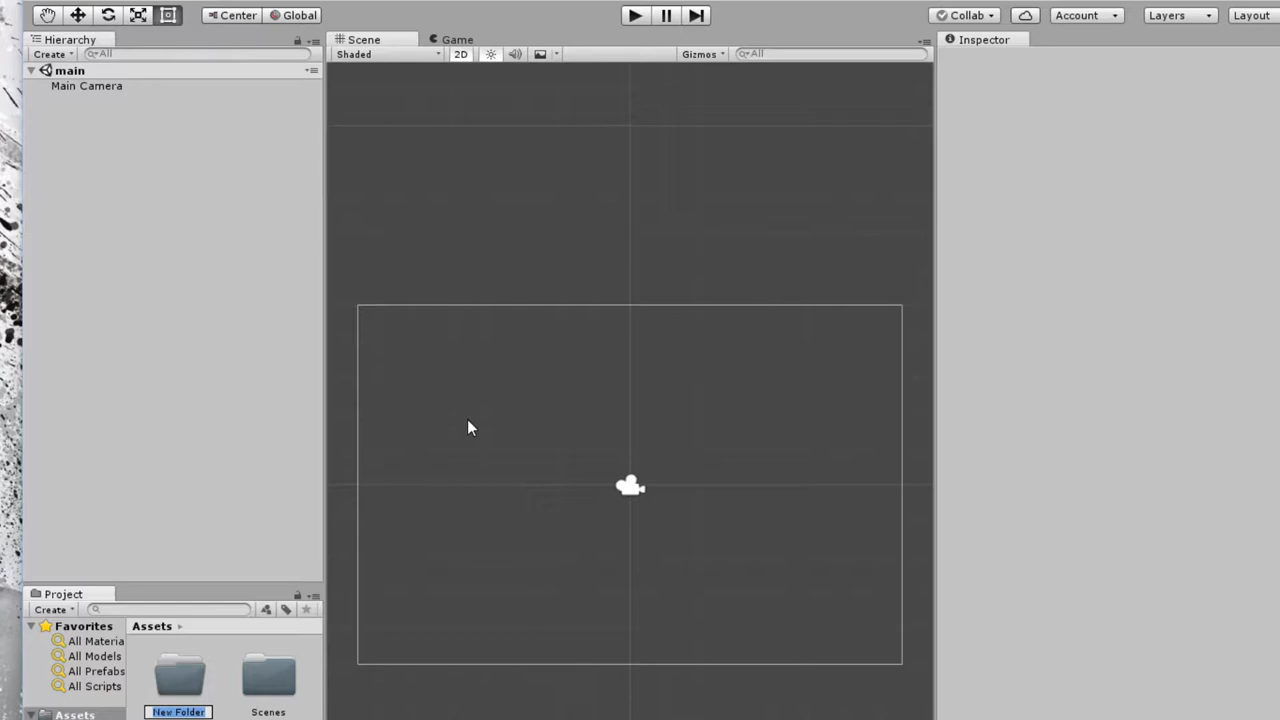 Center Global Collab Account Layers Layout
Hierarchy Scene Game Inspector
Create All Shaded 2D Gizmos All
main
Main Camera
Project
Create
Favorites Assets
All Materia
All Models
All Prefabs
All Scripts
Assets New Folder Scenes